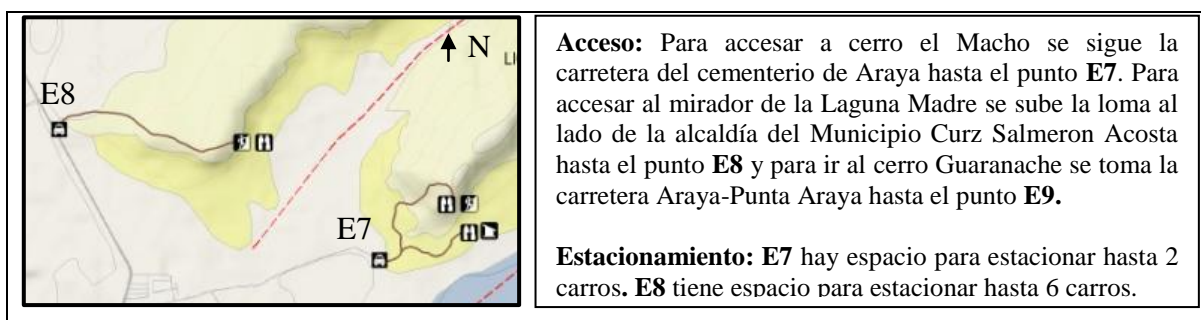 E8
N
E7
Acceso: Para accesar a cerro el Macho se sigue la
carretera del cementerio de Araya hasta el punto E7. Para
accesar al mirador de la Laguna Madre se sube la loma al
lado de la alcaldía del Municipio Curz Salmeron Acosta
hasta el punto E8 y para ir al cerro Guaranache se toma la
carretera Araya-Punta Araya hasta el punto E9.
Estacionamiento: E7 hay espacio para estacionar hasta 2
carros. E8 tiene espacio para estacionar hasta 6 carros.